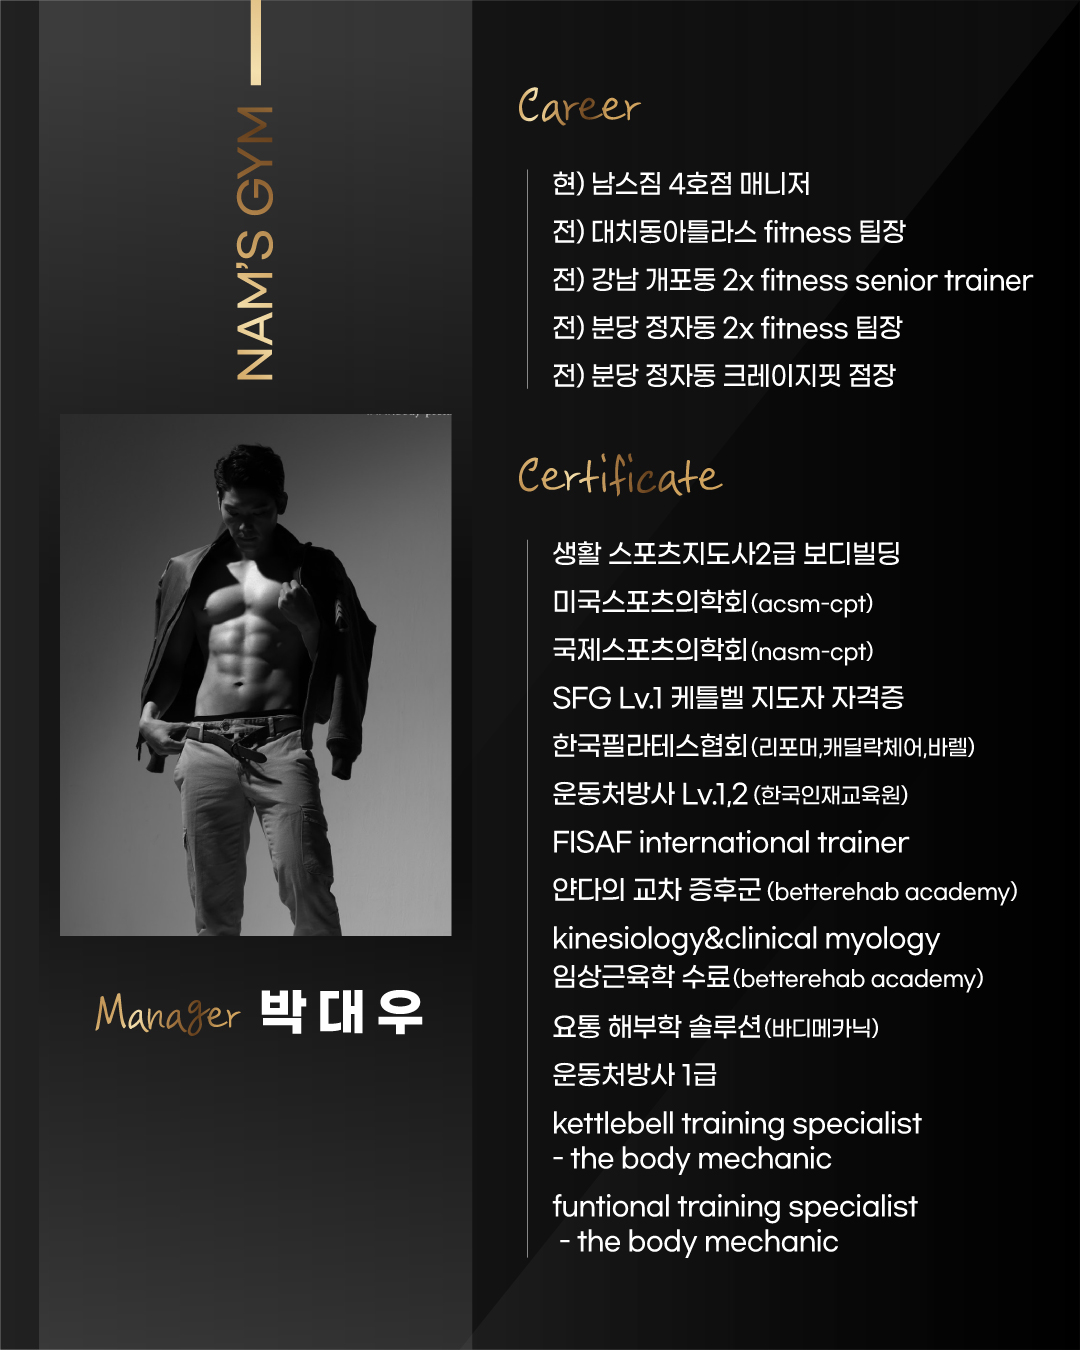 NAM'S GYM
Manager 박대우
Career
현) 남스짐 4호점 매니저
전) 대치동아틀라스 fitness 팀장
전) 강남 개포동 2x fitness senior trainer
전) 분당 정자동 2x fitness 팀장
전) 분당 정자동 크레이지핏 점장
Certificate
생활 스포츠지도사2급 보디빌딩
미국스포츠의학회(acsm-cpt)
국제스포츠의학회(nasm-cpt)
SFG Lv.1 케틀벨 지도자 자격증
한국필라테스협회(리포머,캐딜락체어,바렐)
운동처방사 Lv.1,2 (한국인재교육원)
FISAF international trainer
얀다의 교차 증후군 (betterehab academy)
kinesiology&clinical myology
임상근육학 수료(betterehab academy)
요통 해부학 솔루션(바디메카닉)
운동처방사 1급
kettlebell training specialist
- the body mechanic
funtional training specialist
- the body mechanic